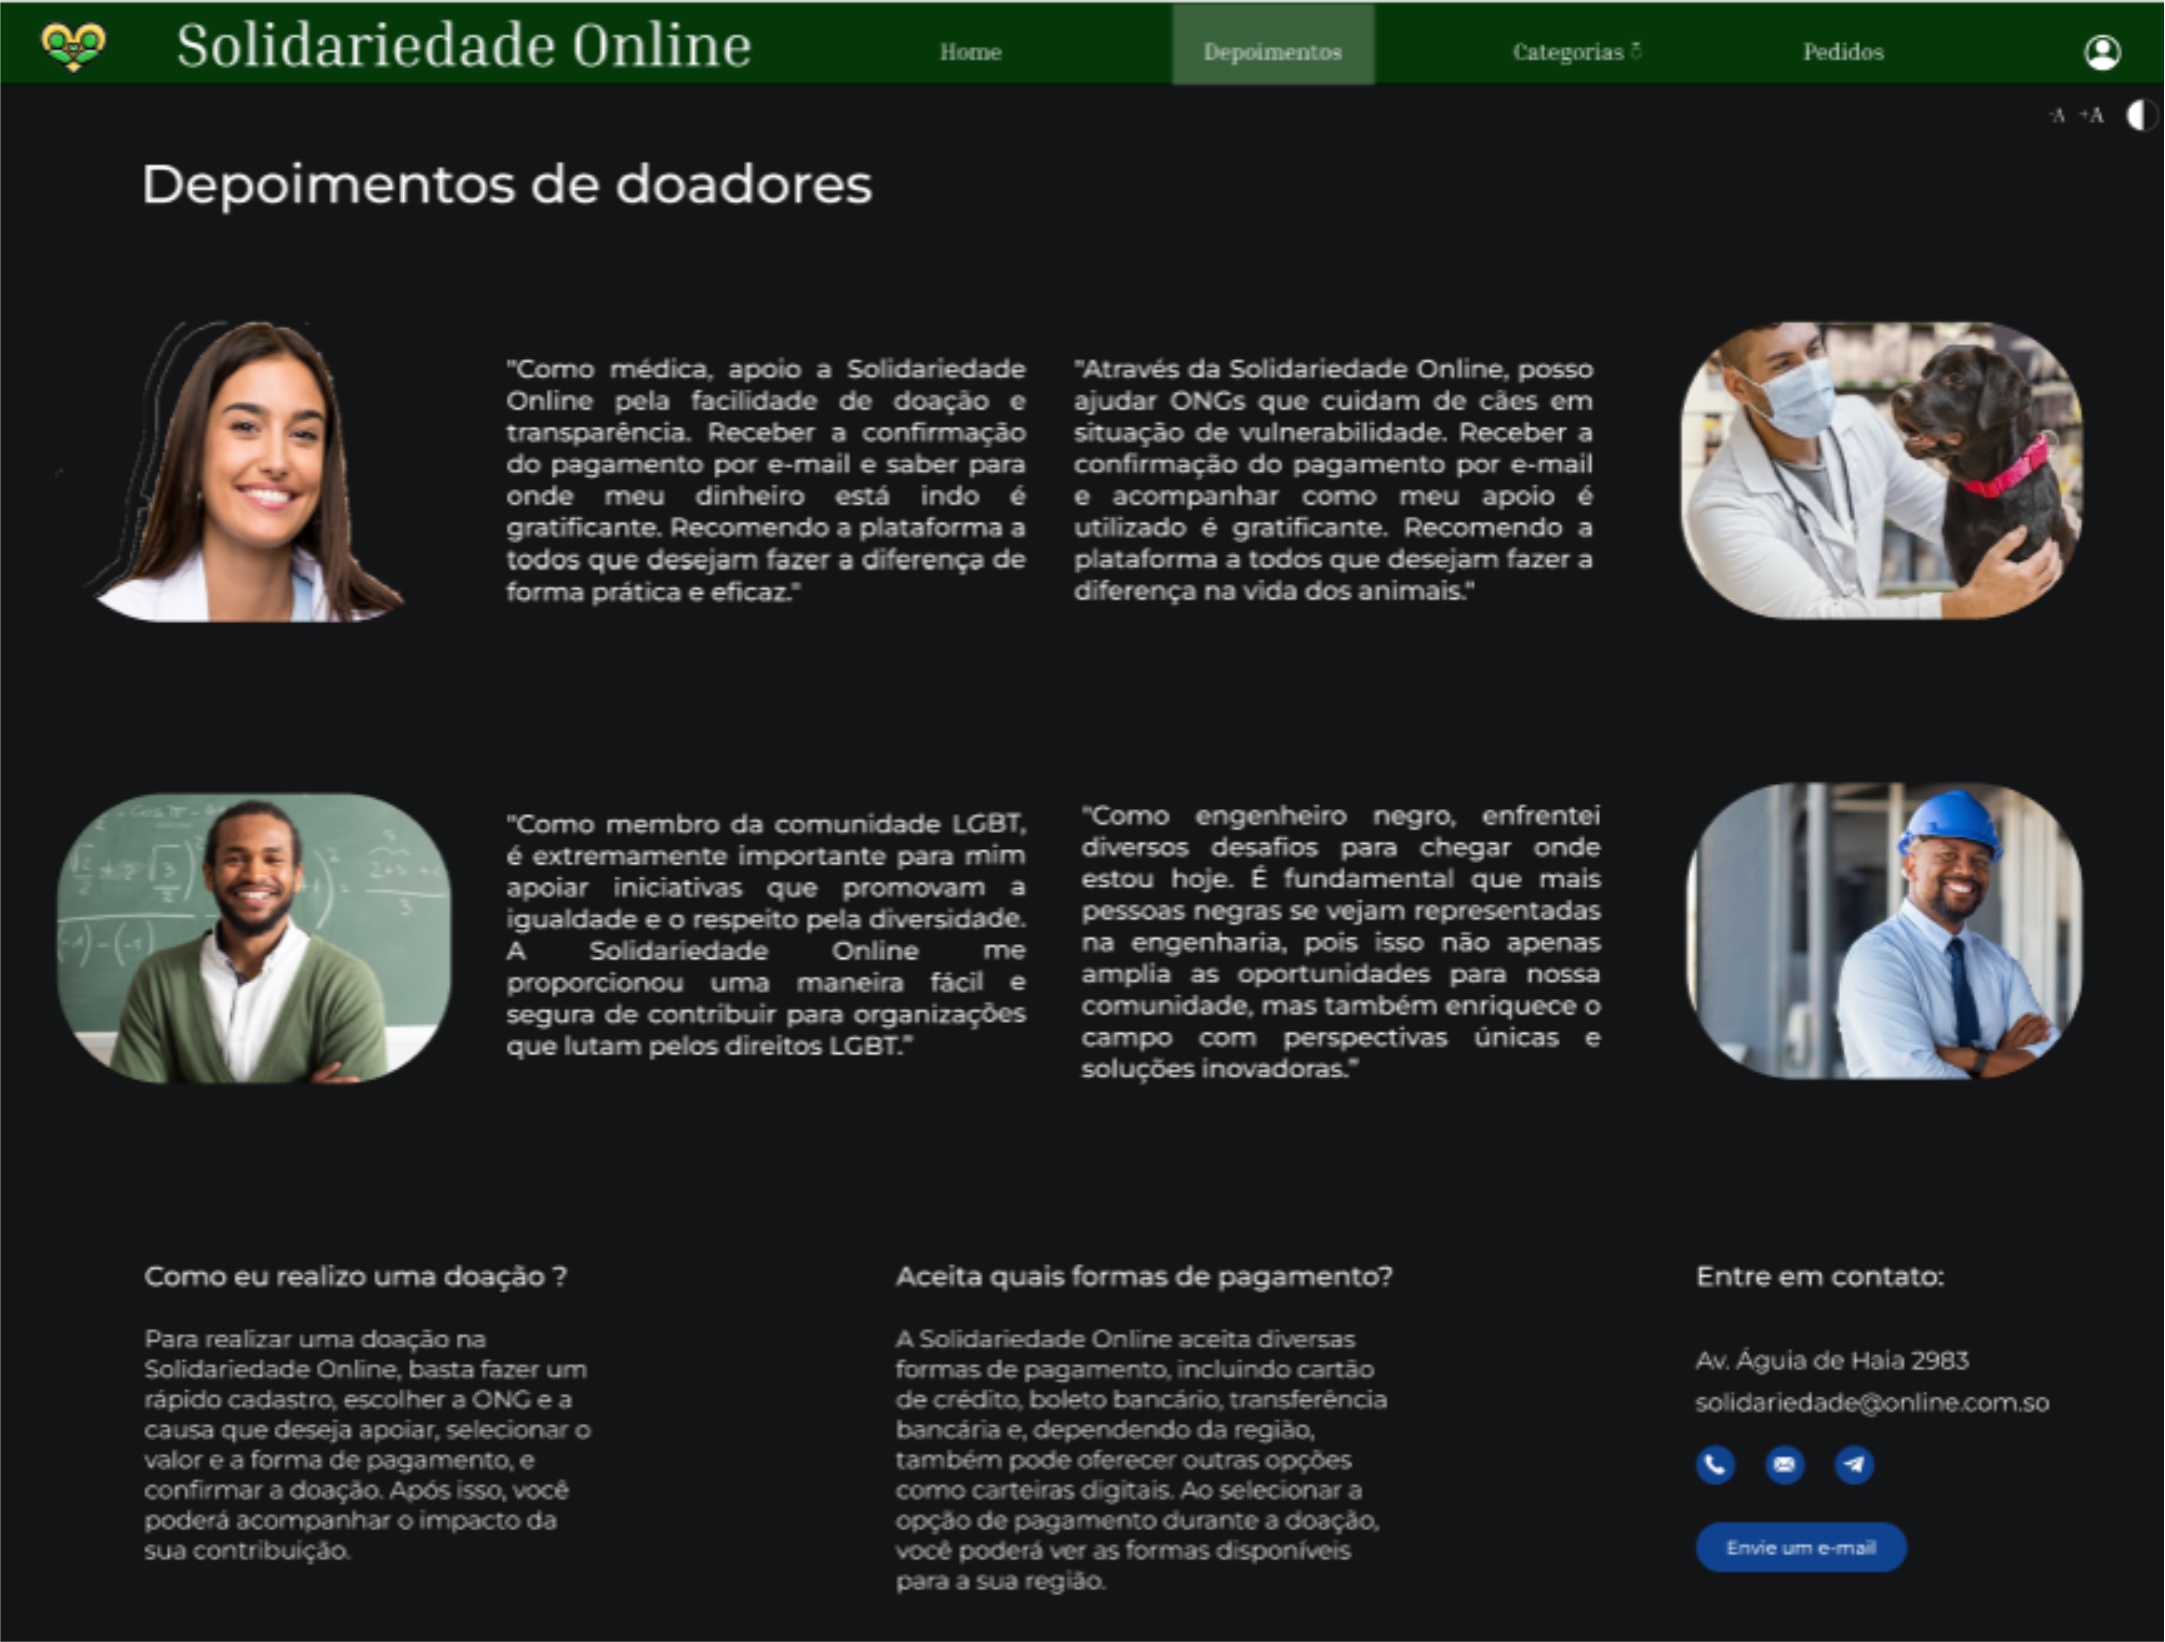 Solidariedade Online
Home
Depoimentos
Categorias
Pedidos
-A +A
Depoimentos de doadores
"Como médica, apoio a Solidariedade
Online pela facilidade de doação e
transparência. Receber a confirmação
do pagamento por e-mail e saber para
onde meu dinheiro está indo é
gratificante. Recomendo a plataforma a
todos que desejam fazer a diferença de
forma prática e eficaz."
"Através da Solidariedade Online, posso
ajudar ONGs que cuidam de cães em
situação de vulnerabilidade. Receber a
confirmação do pagamento por e-mail
e acompanhar como meu apoio é
utilizado é gratificante. Recomendo a
plataforma a todos que desejam fazer a
diferença na vida dos animais."
"Como membro da comunidade LGBT,
é extremamente importante para mim
apoiar iniciativas que promovam a
igualdade e o respeito pela diversidade.
A Solidariedade Online me
proporcionou uma maneira fácil e
segura de contribuir para organizações
que lutam pelos direitos LGBT.”
"Como engenheiro negro, enfrentei
diversos desafios para chegar onde
estou hoje. É fundamental que mais
pessoas negras se vejam representadas
na engenharia, pois isso não apenas
amplia as oportunidades para nossa
comunidade, mas também enriquece o
campo com perspectivas únicas e
soluções inovadoras.”
Como eu realizo uma doação ?
Para realizar uma doação na
Solidariedade Online, basta fazer um
rápido cadastro, escolher a ONG e a
causa que deseja apoiar, selecionar o
valor e a forma de pagamento, e
confirmar a doação. Após isso, você
poderá acompanhar o impacto da
sua contribuição.
Aceita quais formas de pagamento?
A Solidariedade Online aceita diversas
formas de pagamento, incluindo cartão
de crédito, boleto bancário, transferência
bancária e, dependendo da região,
também pode oferecer outras opções
como carteiras digitais. Ao selecionar a
opção de pagamento durante a doação,
você poderá ver as formas disponíveis
para a sua região.
Entre em contato:
Av. Águia de Haia 2983
solidariedade@online.com.so
Envie um e-mail